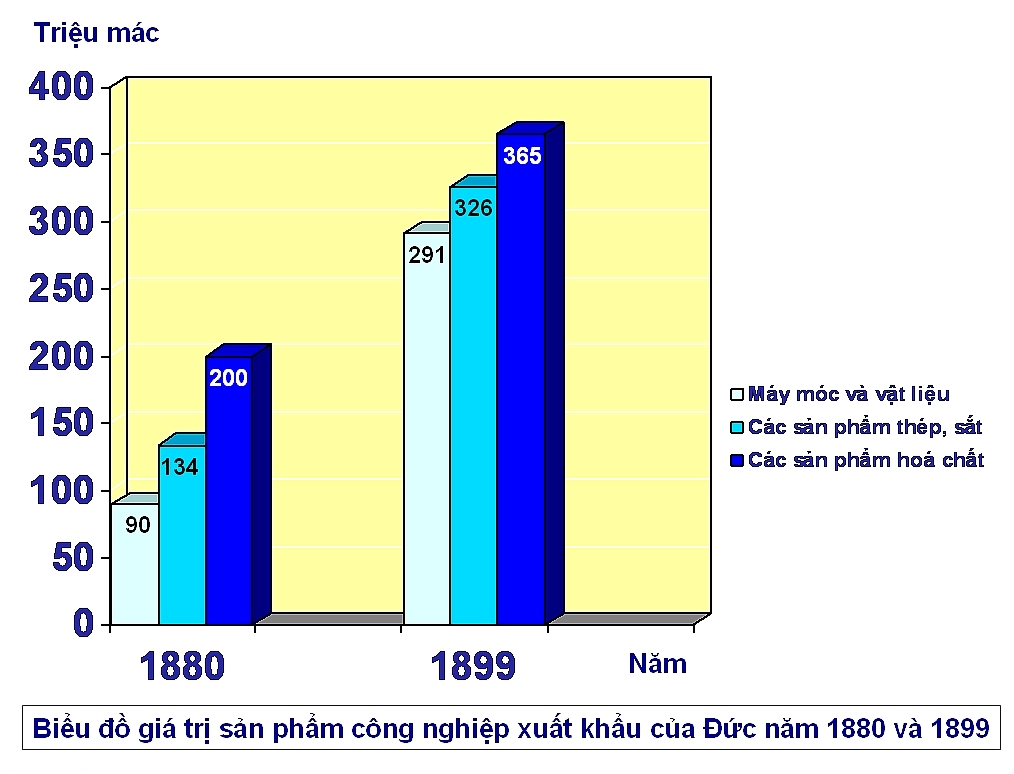 Triệu mác
400
350
300
250
200
150
100
50
0
90
134
200
291
326
365
1880
1899
Năm
Máy móc và vật liệu
Các sản phẩm thép, sắt
Các sản phẩm hoá chất
Biểu đồ giá trị sản phẩm công nghiệp xuất khẩu của Đức năm 1880 và 1899